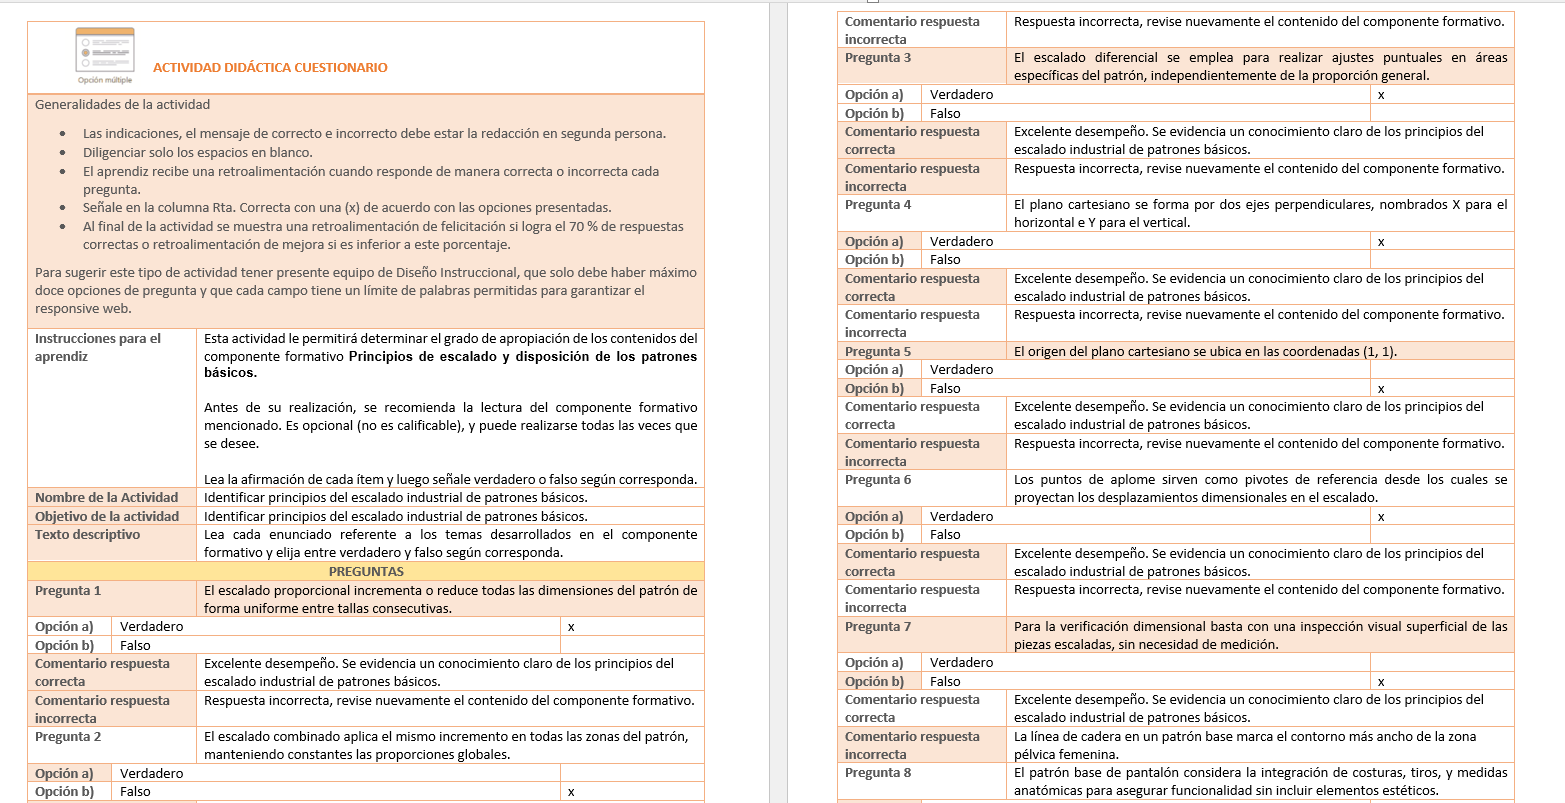 Opción múltiple
ACTIVIDAD DIDÁCTICA CUESTIONARIO
Generalidades de la actividad
• Las indicaciones, el mensaje de correcto e incorrecto debe estar la redacción en segunda persona.
• Diligenciar solo los espacios en blanco.
• El aprendiz recibe una retroalimentación cuando responde de manera correcta o incorrecta cada
pregunta.
• Señale en la columna Rta. Correcta con una (x) de acuerdo con las opciones presentadas.
• Al final de la actividad se muestra una retroalimentación de felicitación si logra el 70 % de respuestas
correctas o retroalimentación de mejora si es inferior a este porcentaje.
Para sugerir este tipo de actividad tener presente equipo de Diseño Instruccional, que solo debe haber máximo
doce opciones de pregunta y que cada campo tiene un límite de palabras permitidas para garantizar el
responsive web.
Instrucciones para el
aprendiz
Esta actividad le permitirá determinar el grado de apropiación de los contenidos del
componente formativo Principios de escalado y disposición de los patrones
básicos.
Antes de su realización, se recomienda la lectura del componente formativo
mencionado. Es opcional (no es calificable), y puede realizarse todas las veces que
se desee.
Lea la afirmación de cada ítem y luego señale verdadero o falso según corresponda.
Nombre de la Actividad Identificar principios del escalado industrial de patrones básicos.
Objetivo de la actividad Identificar principios del escalado industrial de patrones básicos.
Texto descriptivo Lea cada enunciado referente a los temas desarrollados en el componente
formativo y elija entre verdadero y falso según corresponda.
PREGUNTAS
Pregunta 1 El escalado proporcional incrementa o reduce todas las dimensiones del patrón de
forma uniforme entre tallas consecutivas.
Opción a) Verdadero x
Opción b) Falso
Comentario respuesta
correcta
Excelente desempeño. Se evidencia un conocimiento claro de los principios del
escalado industrial de patrones básicos.
Comentario respuesta
incorrecta
Respuesta incorrecta, revise nuevamente el contenido del componente formativo.
Pregunta 2 El escalado combinado aplica el mismo incremento en todas las zonas del patrón,
manteniendo constantes las proporciones globales.
Opción a) Verdadero
Opción b) Falso x
Comentario respuesta
incorrecta
Respuesta incorrecta, revise nuevamente el contenido del componente formativo.
Pregunta 3 El escalado diferencial se emplea para realizar ajustes puntuales en áreas
específicas del patrón, independientemente de la proporción general.
Opción a) Verdadero x
Opción b) Falso
Comentario respuesta
correcta
Excelente desempeño. Se evidencia un conocimiento claro de los principios del
escalado industrial de patrones básicos.
Comentario respuesta
incorrecta
Respuesta incorrecta, revise nuevamente el contenido del componente formativo.
Pregunta 4 El plano cartesiano se forma por dos ejes perpendiculares, nombrados X para el
horizontal e Y para el vertical.
Opción a) Verdadero x
Opción b) Falso
Comentario respuesta
correcta
Excelente desempeño. Se evidencia un conocimiento claro de los principios del
escalado industrial de patrones básicos.
Comentario respuesta
incorrecta
Respuesta incorrecta, revise nuevamente el contenido del componente formativo.
Pregunta 5 El origen del plano cartesiano se ubica en las coordenadas (1, 1).
Opción a) Verdadero
Opción b) Falso x
Comentario respuesta
correcta
Excelente desempeño. Se evidencia un conocimiento claro de los principios del
escalado industrial de patrones básicos.
Comentario respuesta
incorrecta
Respuesta incorrecta, revise nuevamente el contenido del componente formativo.
Pregunta 6 Los puntos de aplome sirven como pivotes de referencia desde los cuales se
proyectan los desplazamientos dimensionales en el escalado.
Opción a) Verdadero x
Opción b) Falso
Comentario respuesta
correcta
Excelente desempeño. Se evidencia un conocimiento claro de los principios del
escalado industrial de patrones básicos.
Comentario respuesta
incorrecta
Respuesta incorrecta, revise nuevamente el contenido del componente formativo.
Pregunta 7 Para la verificación dimensional basta con una inspección visual superficial de las
piezas escaladas, sin necesidad de medición.
Opción a) Verdadero
Opción b) Falso x
Comentario respuesta
correcta
Excelente desempeño. Se evidencia un conocimiento claro de los principios del
escalado industrial de patrones básicos.
Comentario respuesta
incorrecta
La línea de cadera en un patrón base marca el contorno más ancho de la zona
pélvica femenina.
Pregunta 8 El patrón base de pantalón considera la integración de costuras, tiros, y medidas
anatómicas para asegurar funcionalidad sin incluir elementos estéticos.